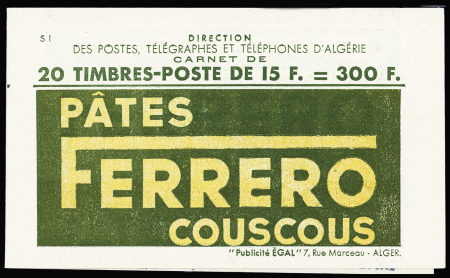 S I
DIRECTION
DES POSTES, TÉLÉGRAPHES ET TÉLÉPHONES D'ALGÉRIE
CARNET DE
20 TIMBRES-POSTE DE 15 F. = 300 F.
PÂTES
FERRERO
COUSCOUS
"Publicité ÉGAL" 7, Rue Marceau - ALGER.